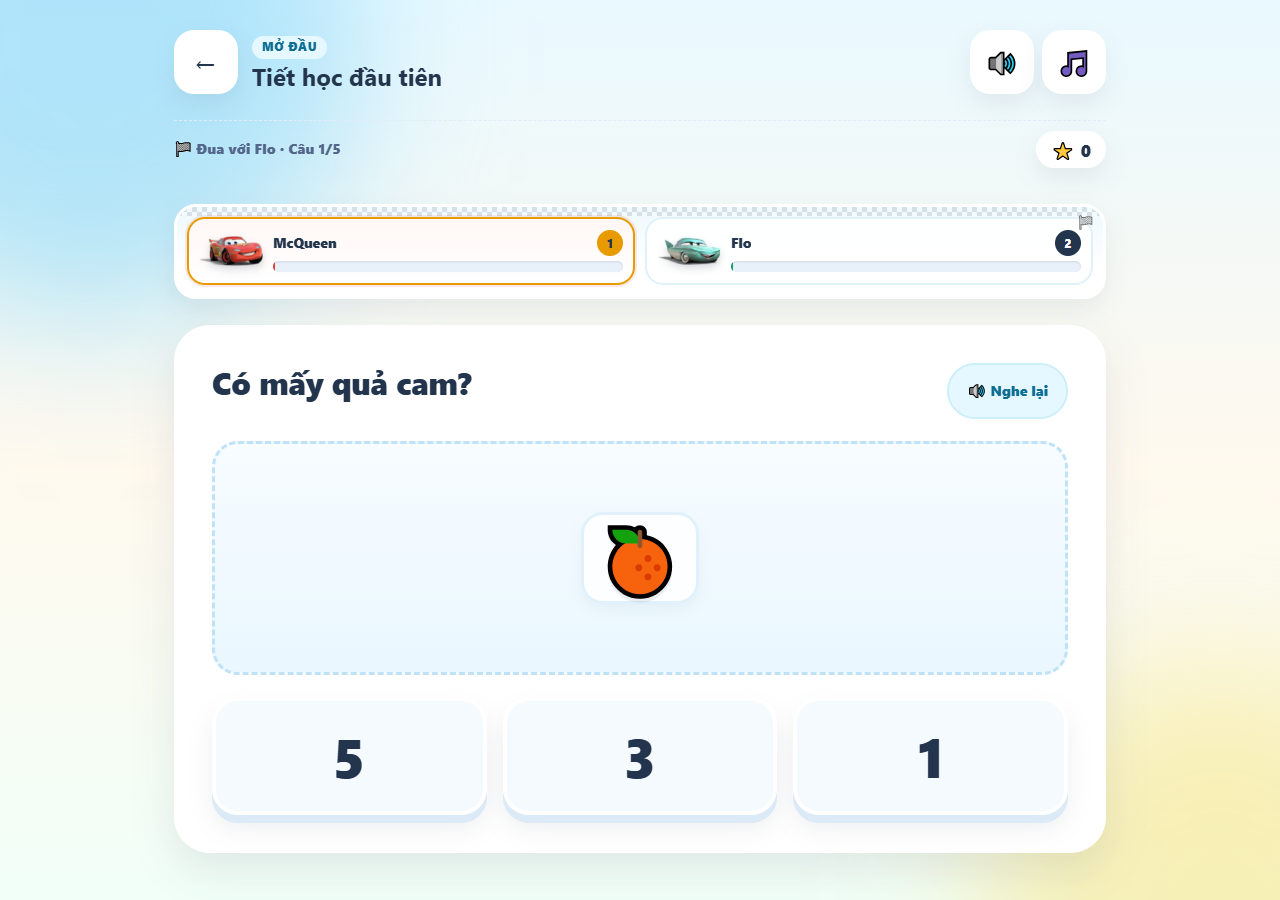 ←
MỞ ĐẦU
Tiết học đầu tiên
Đua với Flo · Câu 1/5
0
McQueen
1
Flo
2
Có mấy quả cam?
Nghe lại
5
3
1